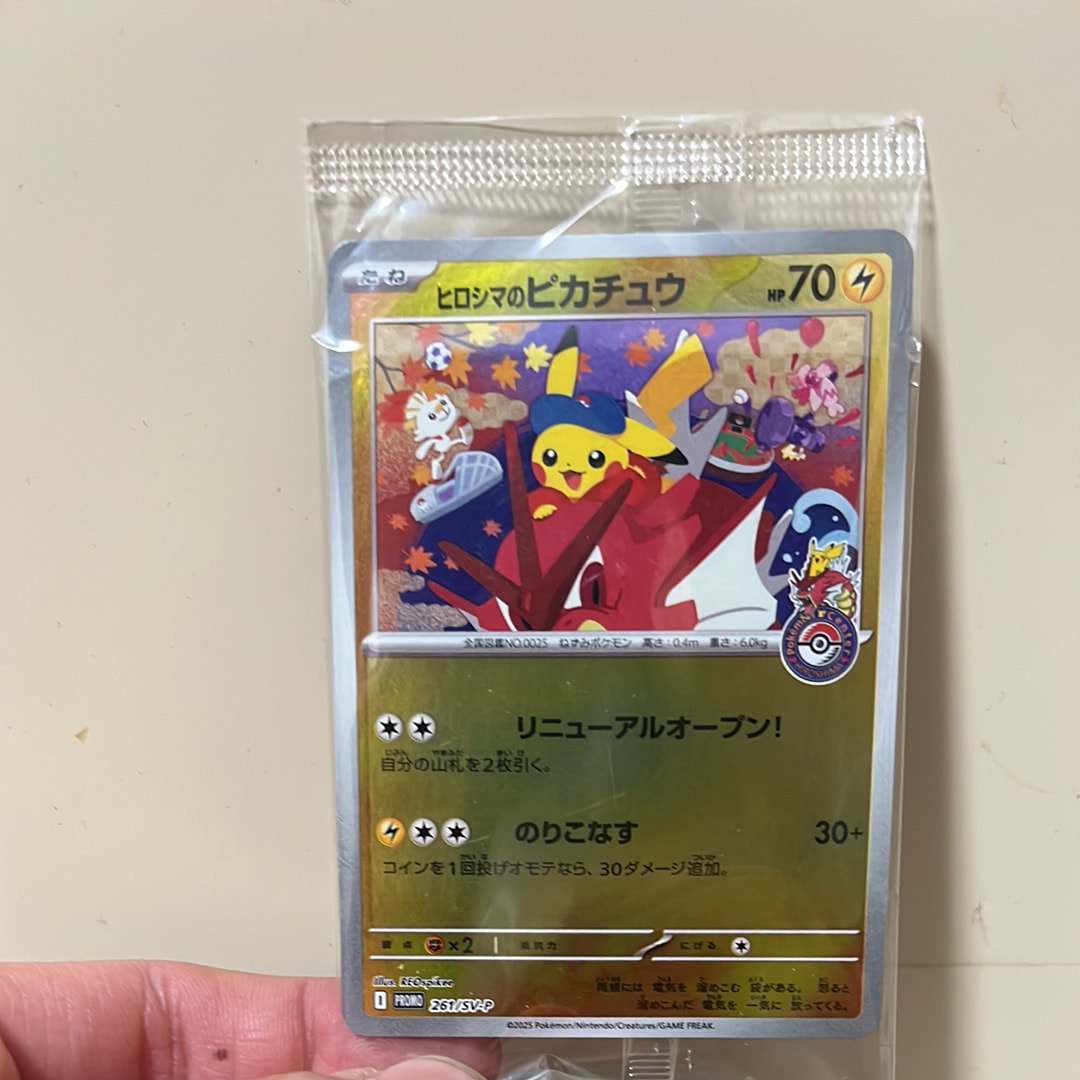 たね ヒロシマのピカチュウ HP70
Pokémon Center
HIROSHIMA
全国図鑑NO.0025 ねずみポケモン 高さ:0.4m 重さ:6.0kg
リニューアルオープン!
自分の山札を2枚引く。
のりこなす 30+
コインを1回投げオモテなら、30ダメージ追加。
弱点 ×2 抵抗力 にげる
Illus. REOspikee
両頬には 電気を 溜めこむ 袋がある。 怒ると
溜めこんだ 電気を 一気に 放ってくる。
I PROMO 261/SV-P
©2025 Pokémon/Nintendo/Creatures/GAME FREAK.